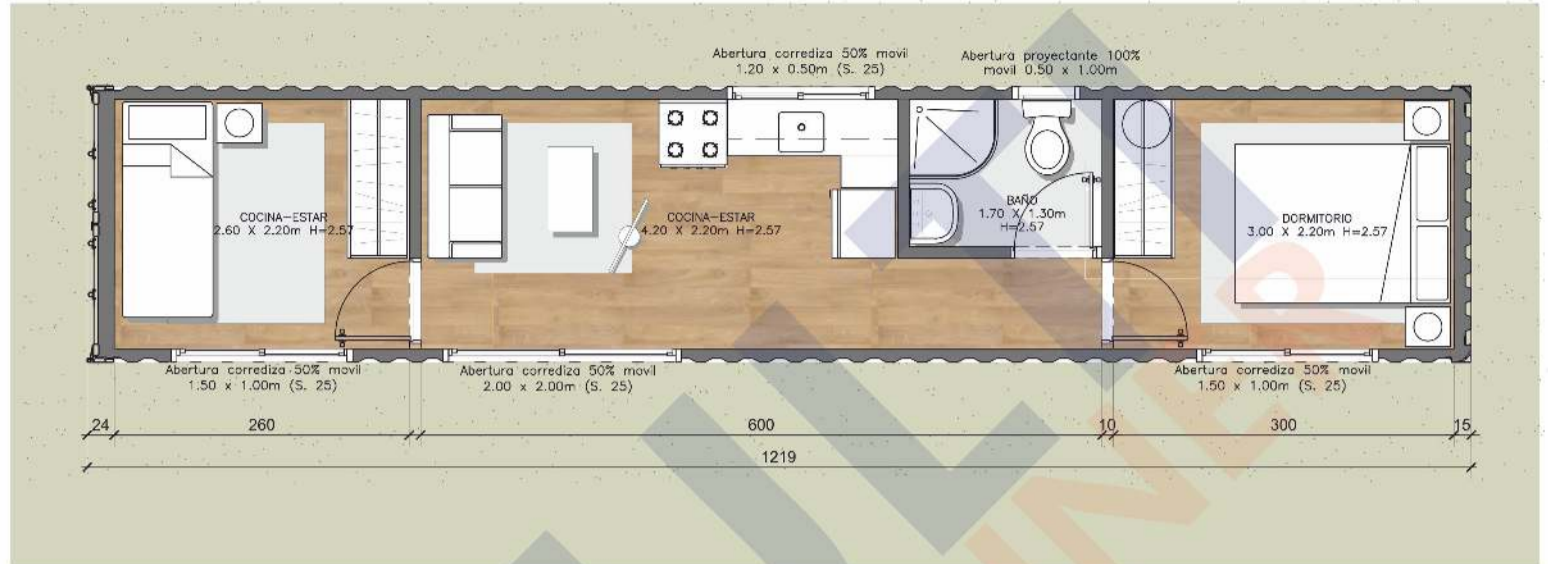 Abertura corrediza 50% movil
1.20 x 0.50m (S. 25)
Abertura proyectante 100%
movil 0.50 x 1.00m
COCINA-ESTAR
2.60 X 2.20m H=2.57
COCINA-ESTAR
4.20 X 2.20m H=2.57
BAÑO
1.70 X 1.30m
H=2.57
DORMITORIO
3.00 X 2.20m H=2.57
Abertura corrediza 50% movil
1.50 x 1.00m (S. 25)
Abertura corrediza 50% movil
2.00 x 2.00m (S. 25)
Abertura corrediza 50% movil
1.50 x 1.00m (S. 25)
24 260 600 10 300 15
1219